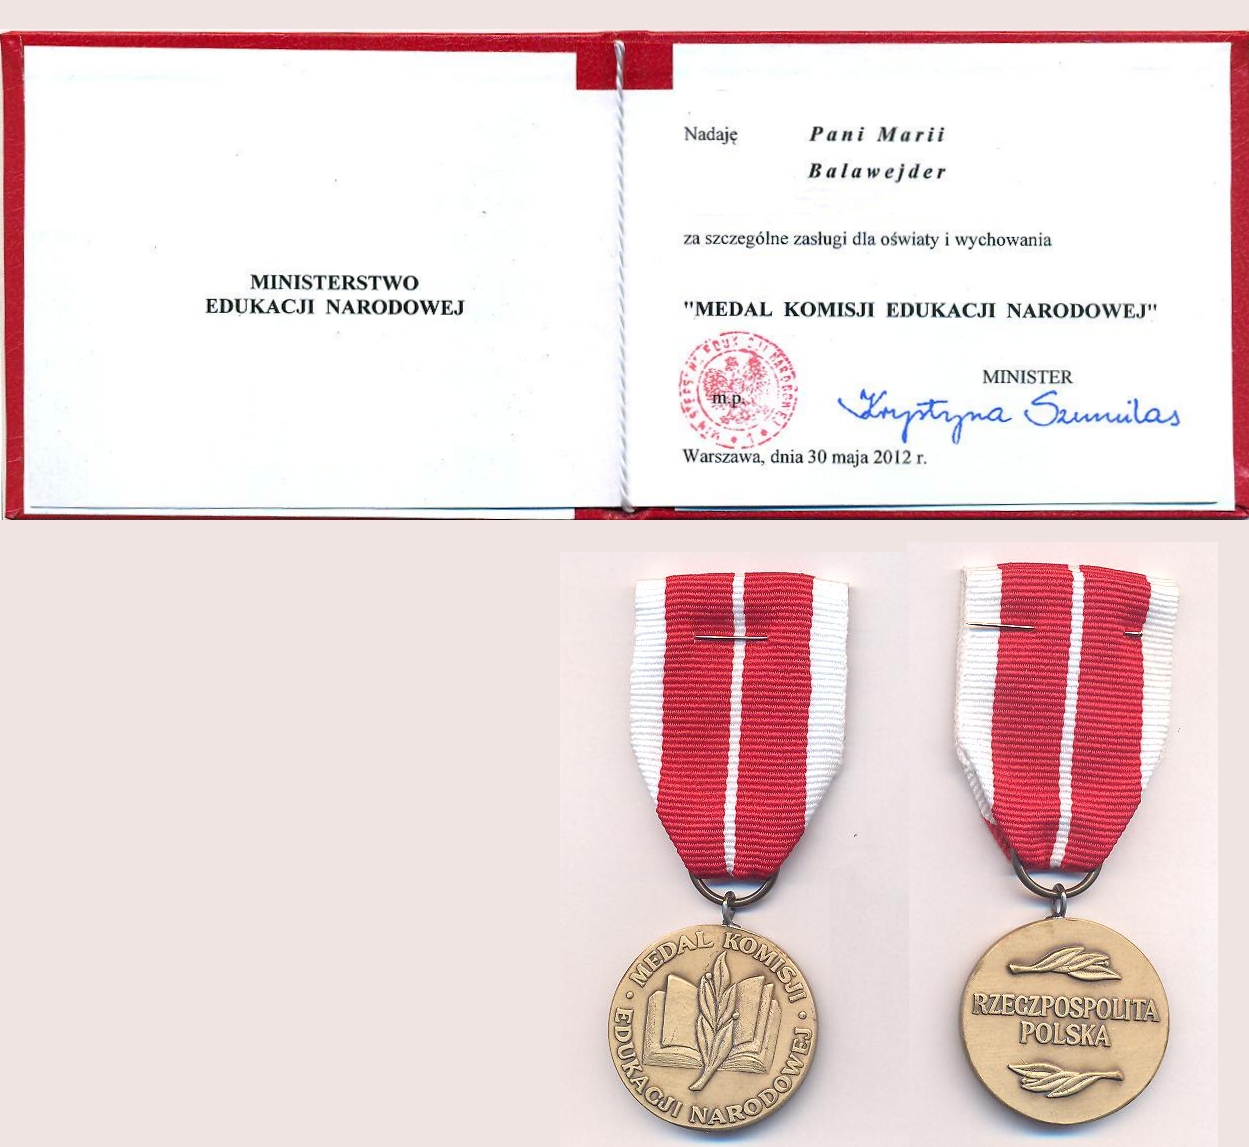 MINISTERSTWO
EDUKACJI NARODOWEJ
Nadaję Pani Marii
Balawejder
za szczególne zasługi dla oświaty i wychowania
"MEDAL KOMISJI EDUKACJI NARODOWEJ"
MINISTER
m.p.
Krystyna Szumilas
Warszawa, dnia 30 maja 2012 r.
MEDAL KOMISJI
EDUKACJI NARODOWEJ
RZECZPOSPOLITA
POLSKA